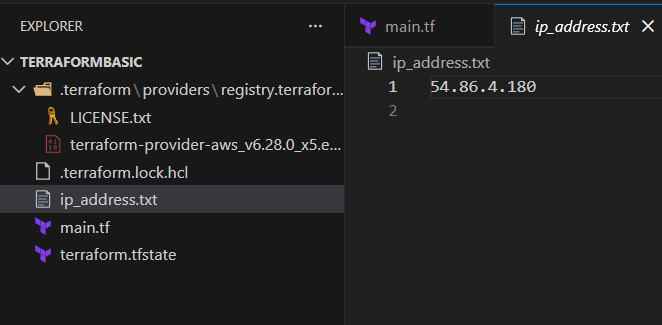 EXPLORER ...
TERRAFORMBASIC
.terraform\providers\registry.terrafor...
LICENSE.txt
terraform-provider-aws_v6.28.0_x5.e...
.terraform.lock.hcl
ip_address.txt
main.tf
terraform.tfstate
main.tf ip_address.txt
ip_address.txt
1 54.86.4.180
2